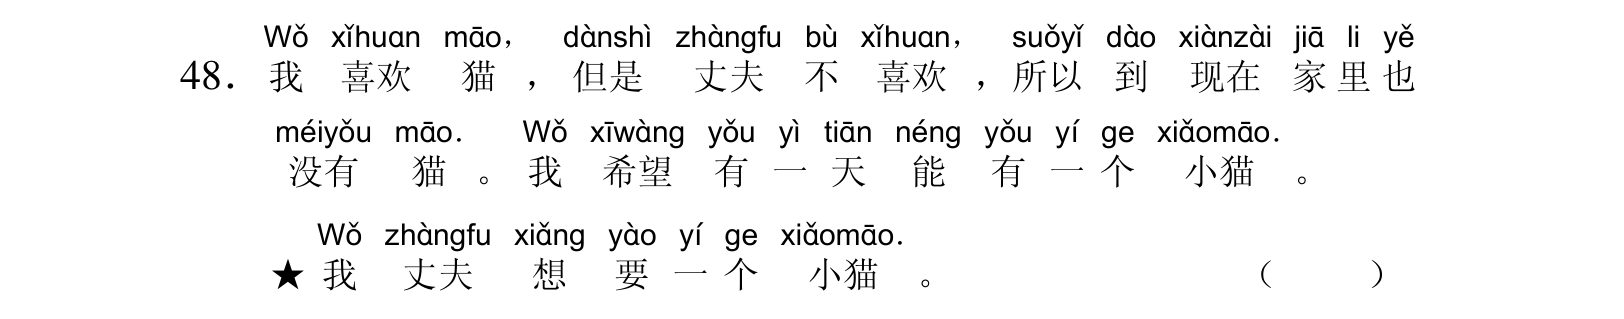 Wǒ xǐhuan māo, dànshì zhàngfu bù xǐhuan, suǒyǐ dào xiànzài jiā li yě
48. 我 喜欢 猫 ，但是 丈夫 不 喜欢 ，所以 到 现在 家 里 也
méiyǒu māo. Wǒ xīwàng yǒu yì tiān néng yǒu yí ge xiǎomāo.
没有 猫 。我 希望 有 一 天 能 有 一 个 小猫 。
Wǒ zhàngfu xiǎng yào yí ge xiǎomāo.
★ 我 丈夫 想 要 一 个 小猫 。 （ ）